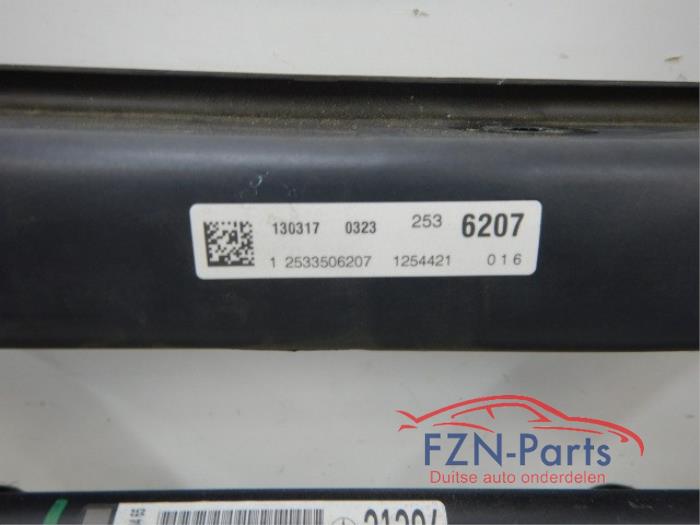 130317 0323 253 6207
1 2533506207 1254421 016
FZN-Parts
Duitse auto onderdelen